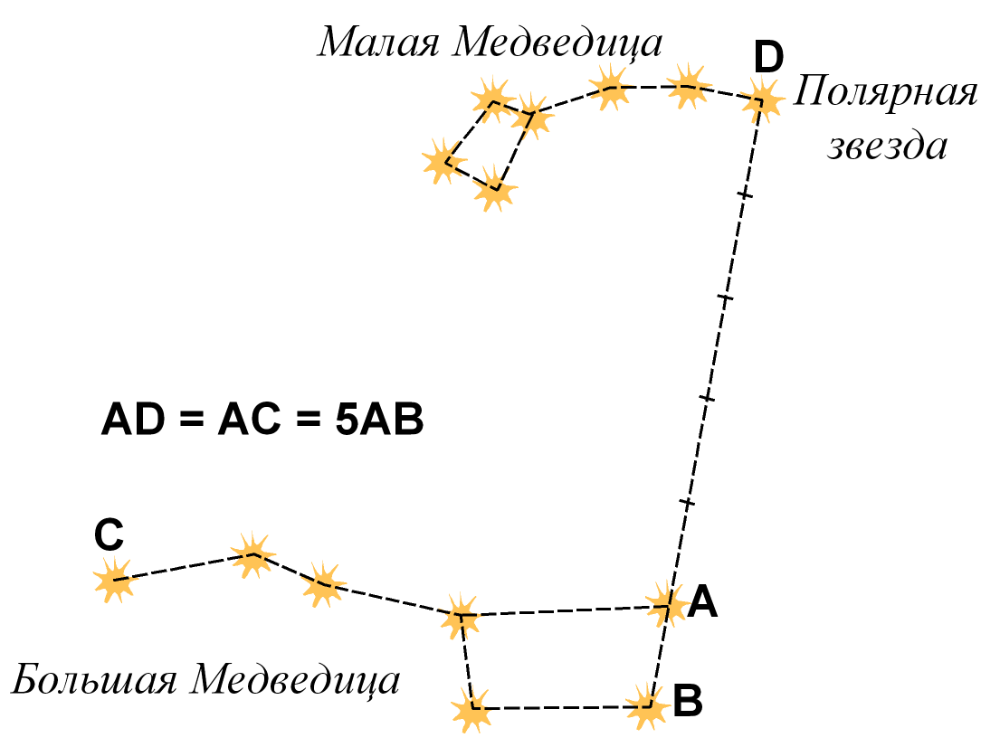 Малая Медведица
D
Полярная
звезда
AD = AC = 5AB
C
A
Большая Медведица
B